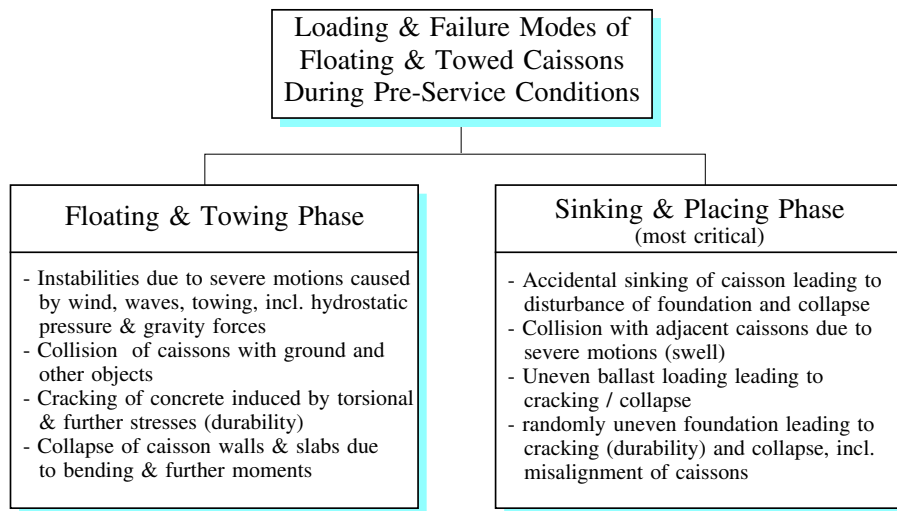 Loading & Failure Modes of
Floating & Towed Caissons
During Pre-Service Conditions
Floating & Towing Phase
- Instabilities due to severe motions caused
by wind, waves, towing, incl. hydrostatic
pressure & gravity forces
- Collision of caissons with ground and
other objects
- Cracking of concrete induced by torsional
& further stresses (durability)
- Collapse of caisson walls & slabs due
to bending & further moments
Sinking & Placing Phase
(most critical)
- Accidental sinking of caisson leading to
disturbance of foundation and collapse
- Collision with adjacent caissons due to
severe motions (swell)
- Uneven ballast loading leading to
cracking / collapse
- randomly uneven foundation leading to
cracking (durability) and collapse, incl.
misalignment of caissons